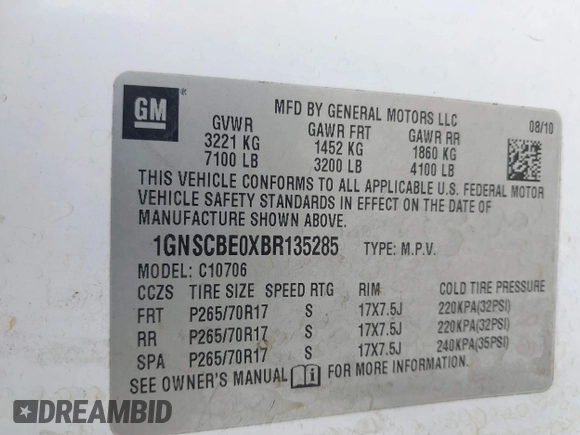 GM ®
MFD BY GENERAL MOTORS LLC
08/10
GVWR GAWR FRT GAWR RR
3221 KG 1452 KG 1860 KG
7100 LB 3200 LB 4100 LB
THIS VEHICLE CONFORMS TO ALL APPLICABLE U.S. FEDERAL MOTOR
VEHICLE SAFETY STANDARDS IN EFFECT ON THE DATE OF
MANUFACTURE SHOWN ABOVE.
1GNSCBE0XBR135285 TYPE: M.P.V.
MODEL: C10706
CCZS TIRE SIZE SPEED RTG RIM COLD TIRE PRESSURE
FRT P265/70R17 S 17X7.5J 220KPA(32PSI)
RR P265/70R17 S 17X7.5J 220KPA(32PSI)
SPA P265/70R17 S 17X7.5J 240KPA(35PSI)
SEE OWNER'S MANUAL FOR MORE INFORMATION.
DREAMBID